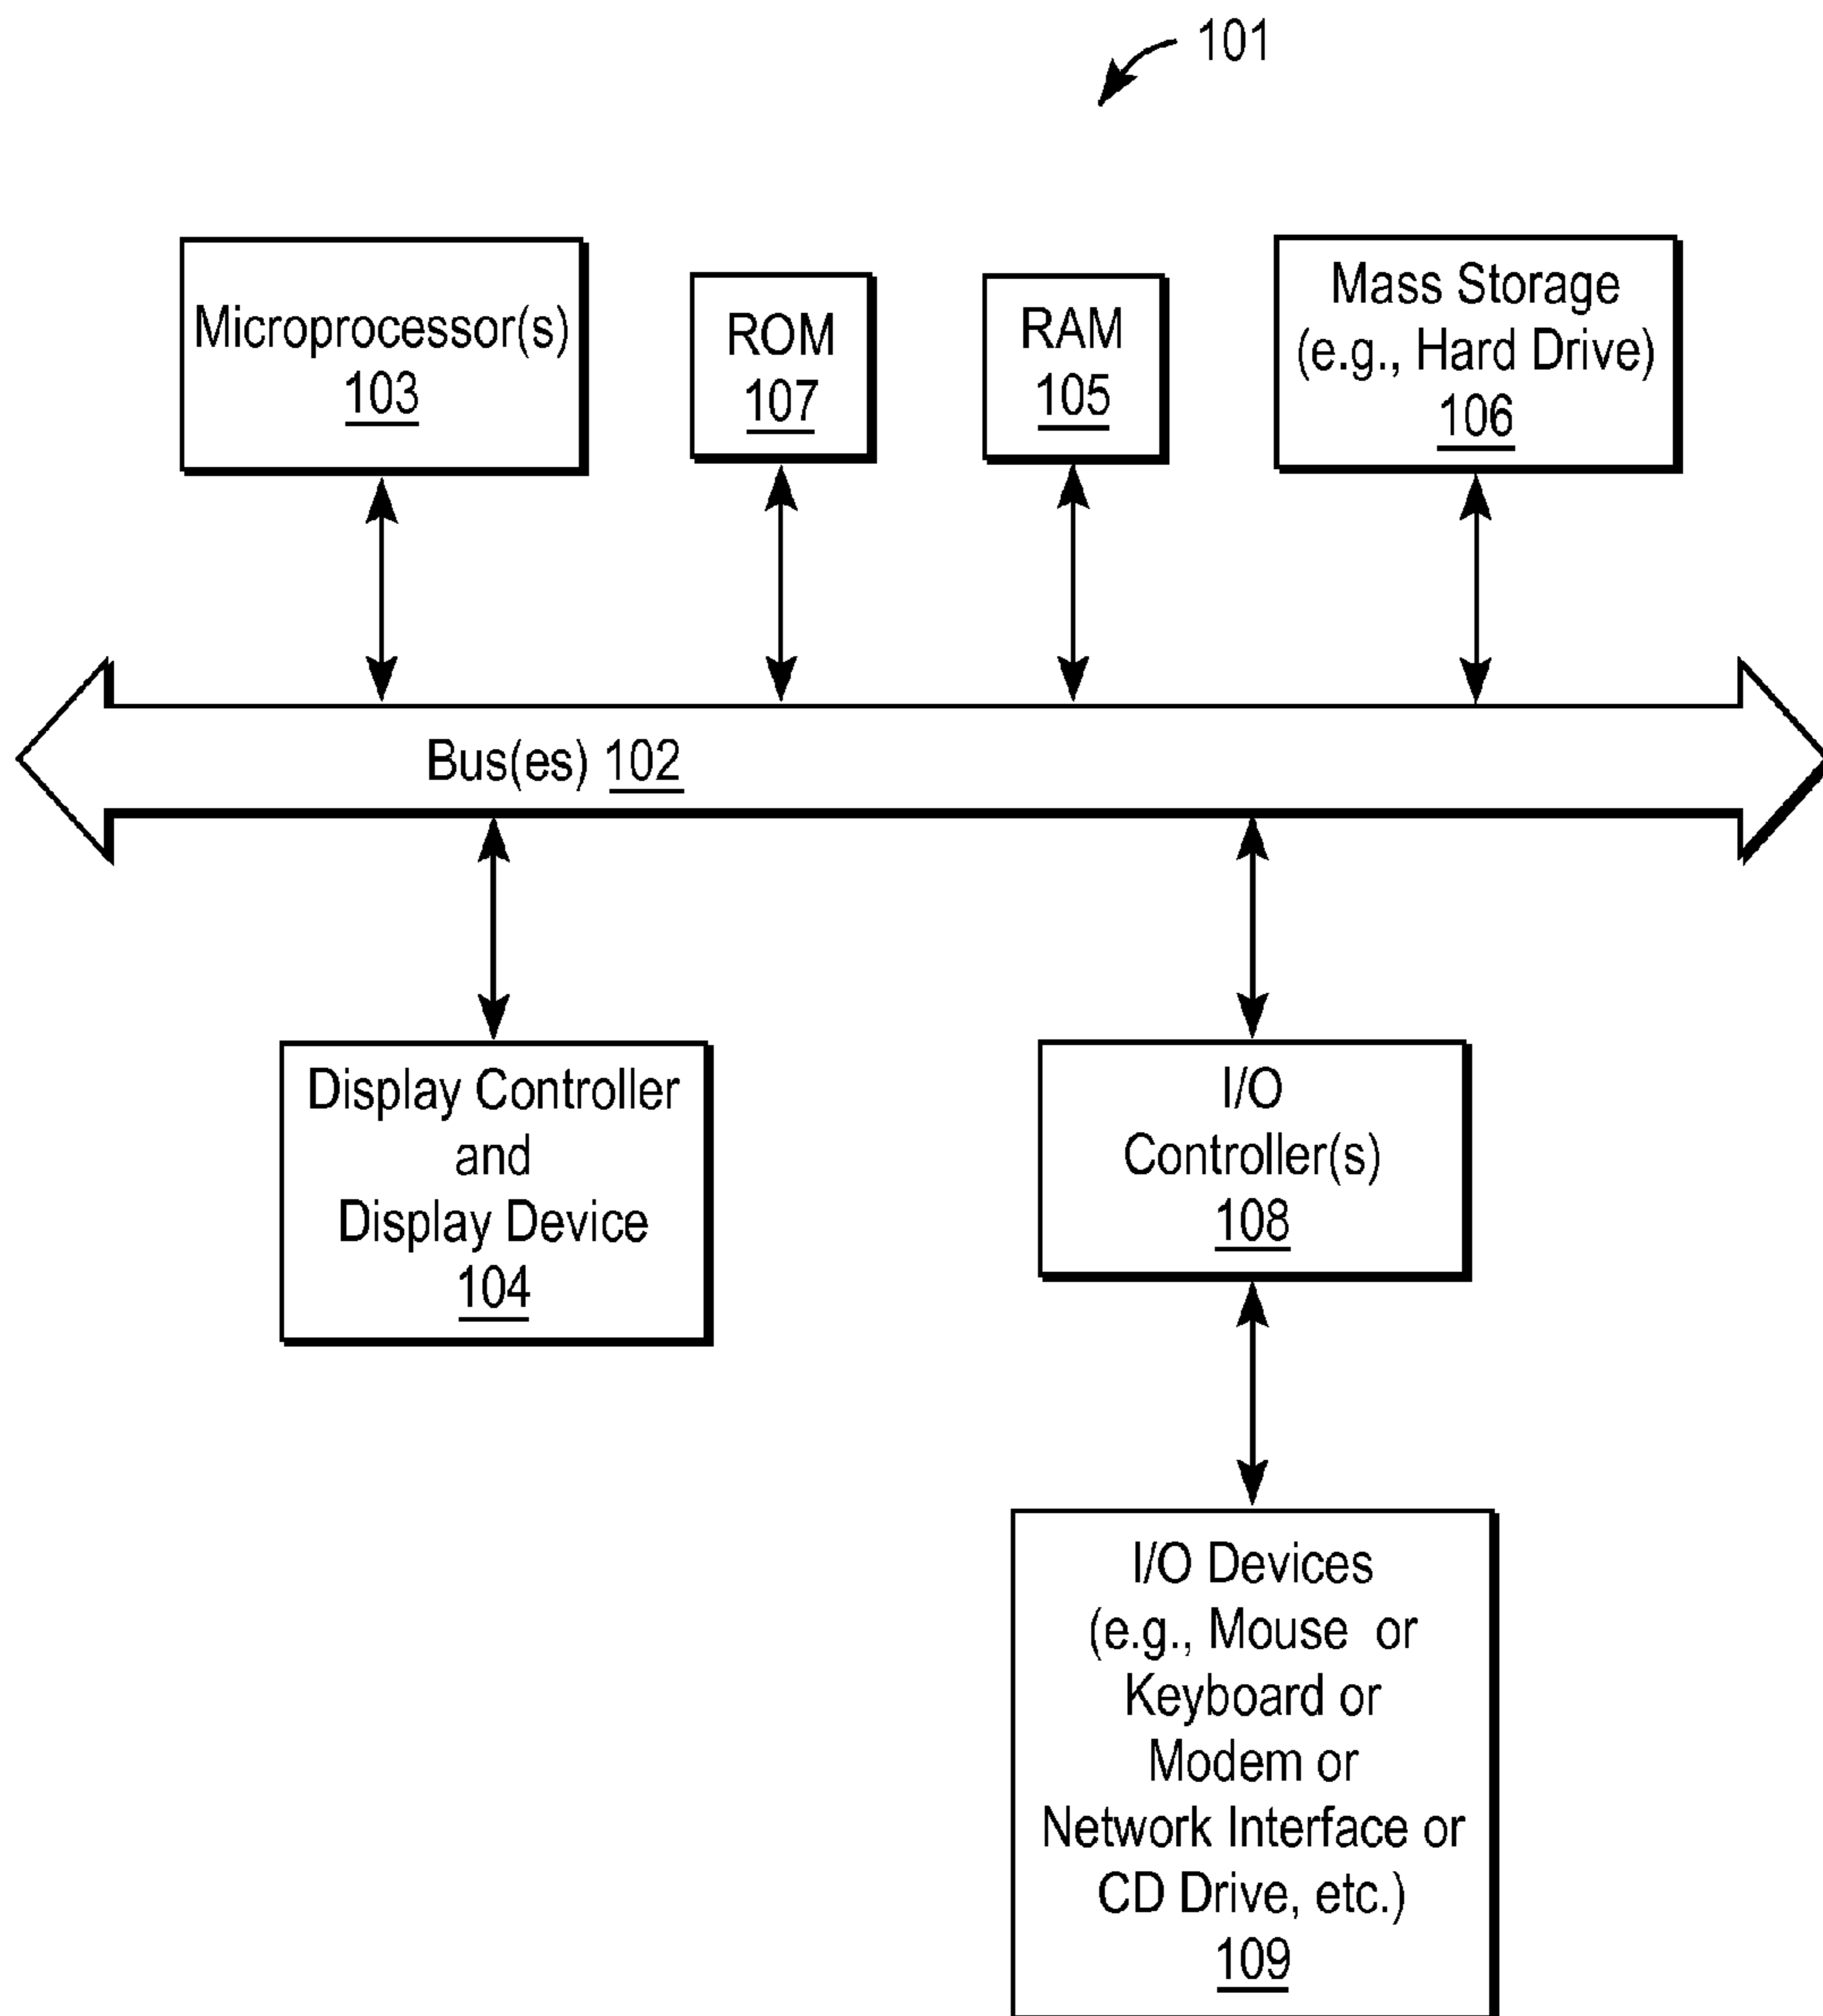 101
Microprocessor(s)
103
ROM
107
RAM
105
Mass Storage
(e.g., Hard Drive)
106
Bus(es) 102
Display Controller
and
Display Device
104
I/O
Controller(s)
108
I/O Devices
(e.g., Mouse or
Keyboard or
Modem or
Network Interface or
CD Drive, etc.)
109